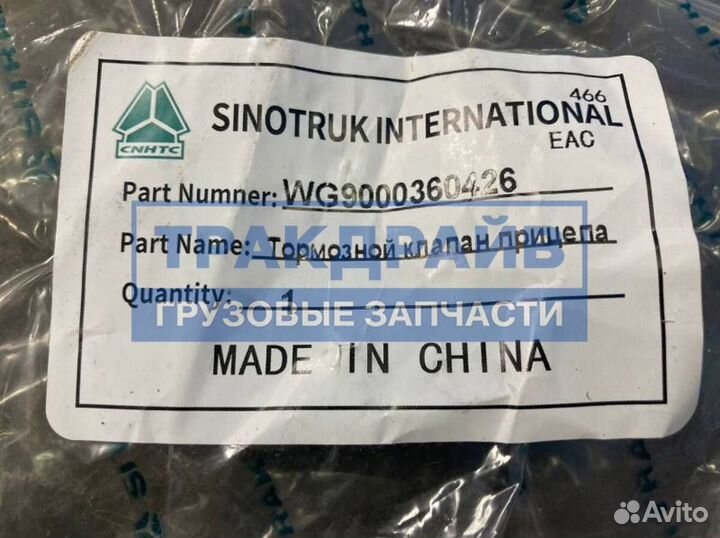 466
SINOTRUK INTERNATIONAL
EAC
CNHTC
Part Numner: WG9000360426
Part Name: Тормозной клапан прицепа
ТРАКДРАЙВ
Quantity: 1
ГРУЗОВЫЕ ЗАПЧАСТИ
MADE IN CHINA
Avito